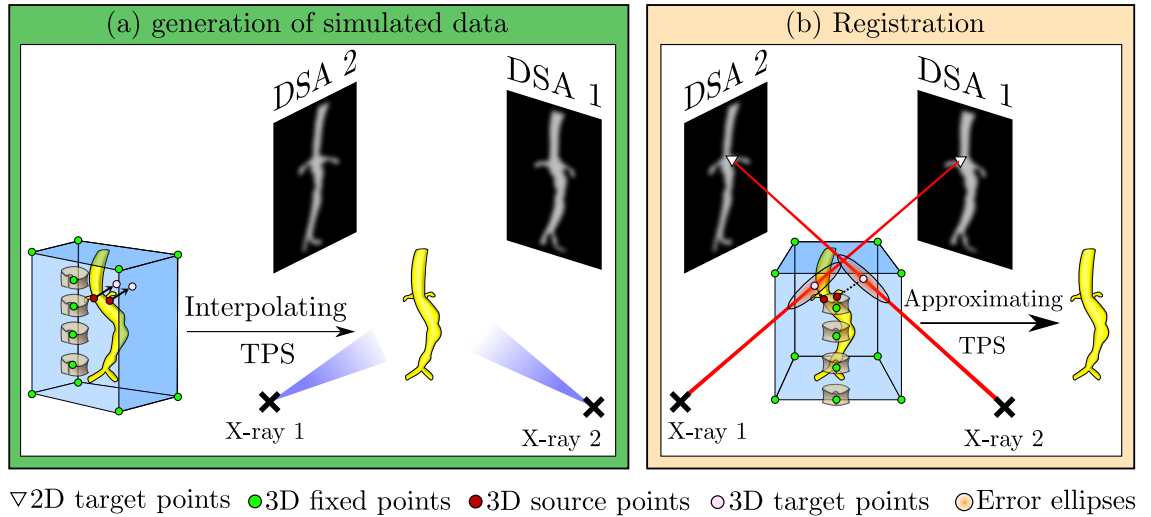 (a) generation of simulated data
DSA 2
DSA 1
Interpolating
TPS
X-ray 1
X-ray 2
(b) Registration
DSA 2
DSA 1
Approximating
TPS
X-ray 1
X-ray 2
▽2D target points 3D fixed points 3D source points 3D target points Error ellipses